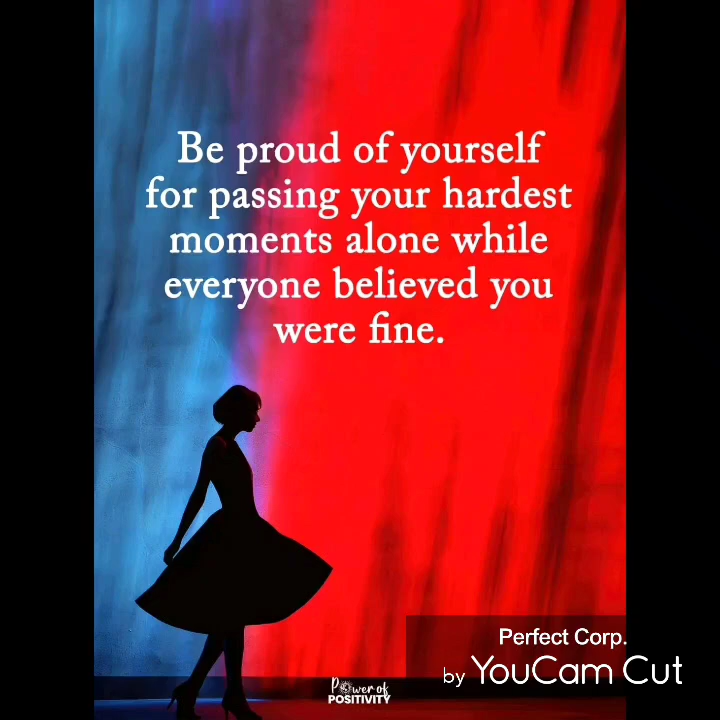 Be proud of yourself
for passing your hardest
moments alone while
everyone believed you
were fine.
Perfect Corp.
by YouCam Cut
Power of
POSITIVITY